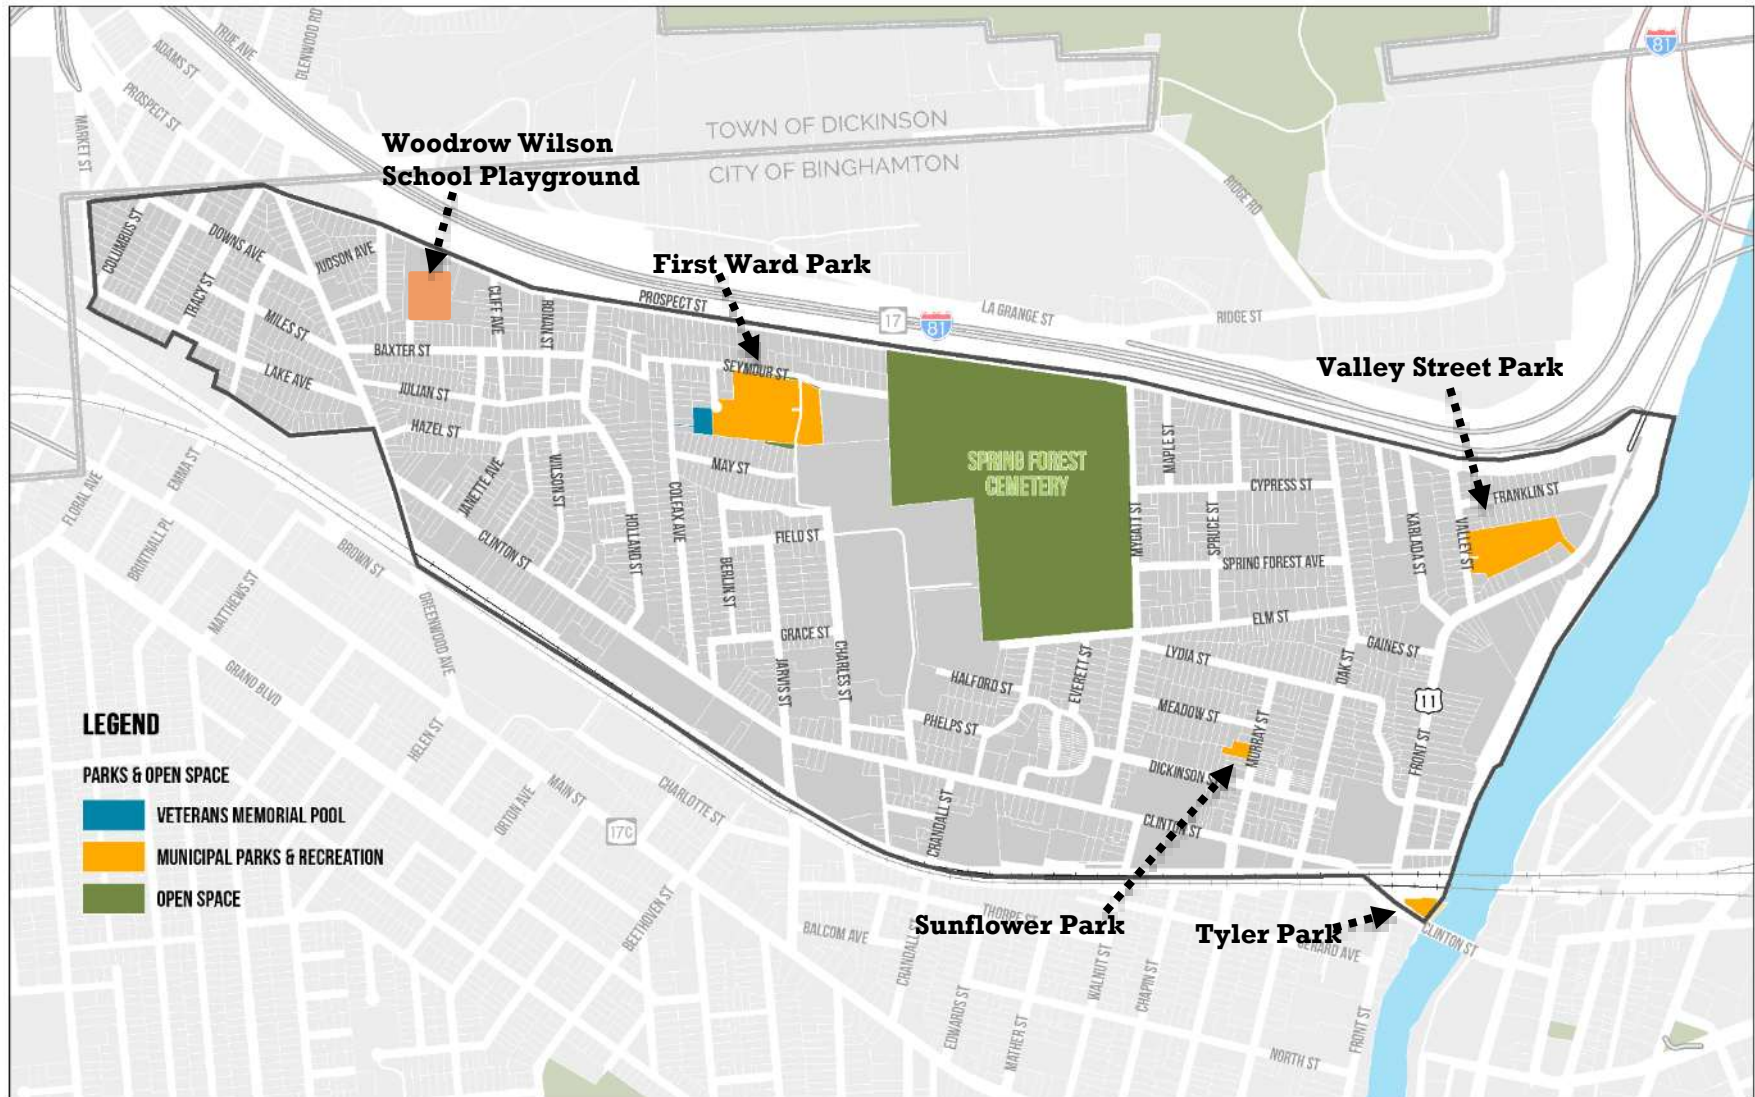 GLENWOOD RD
TRUE AVE
ADAMS ST
PROSPECT ST
MARKET ST
81
TOWN OF DICKINSON
CITY OF BINGHAMTON
Woodrow Wilson
School Playground
RIDGE RD
COLUMBUS ST
DOWNS AVE
JUDSON AVE
TRACY ST
MILES ST
LAKE AVE
CLIFF AVE
ROMAN ST
First Ward Park
PROSPECT ST
17
81
LA GRANGE ST
RIDGE ST
BAXTER ST
JULIAN ST
HAZEL ST
SEYMOUR ST
Valley Street Park
MAY ST
SPRING FOREST
CEMETERY
MAPLE ST
CYPRESS ST
FRANKLIN ST
FLORAL AVE
EMMA ST
JANETTE AVE
WILSON ST
COLFAX AVE
HOLLAND ST
BRINTNALL PL
CLINTON ST
FIELD ST
MYGATT ST
SPRUCE ST
KARLADA ST
VALLEY ST
BROWN ST
BERLIN ST
SPRING FOREST AVE
MATTHEWS ST
GREENWOOD AVE
GRACE ST
ELM ST
GRAND BLVD
JARVIS ST
CHARLES ST
HALFORD ST
EVERETT ST
LYDIA ST
OAK ST
GAINES ST
11
LEGEND
PHELPS ST
MEADOW ST
MURRAY ST
FRONT ST
HELEN ST
PARKS & OPEN SPACE
VETERANS MEMORIAL POOL
MUNICIPAL PARKS & RECREATION
OPEN SPACE
ORTON AVE
MAIN ST
CHARLOTTE ST
17C
DICKINSON ST
CLINTON ST
CRANDALL ST
BEETHOVEN ST
BALCOM AVE
CRANDALL ST
THORPE ST
Sunflower Park
Tyler Park
GERARD AVE
CLINTON ST
WALNUT ST
CHAPIN ST
EDWARDS ST
MATHER ST
FRONT ST
NORTH ST